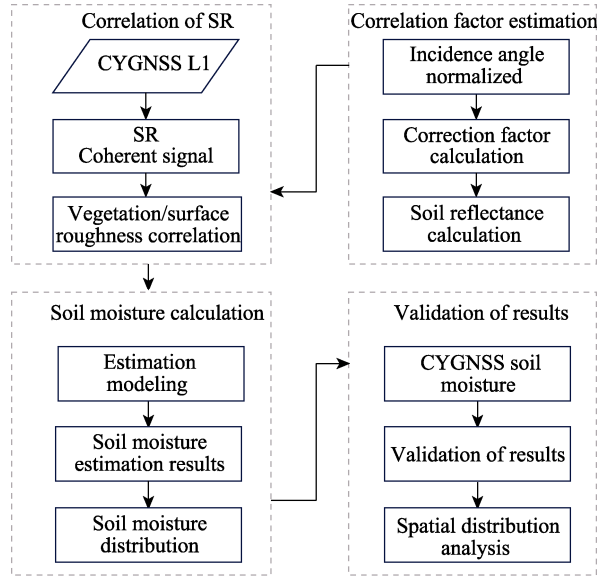 Correlation of SR
CYGNSS L1
SR
Coherent signal
Vegetation/surface
roughness correlation
Correlation factor estimation
Incidence angle
normalized
Correction factor
calculation
Soil reflectance
calculation
Soil moisture calculation
Estimation
modeling
Soil moisture
estimation results
Soil moisture
distribution
Validation of results
CYGNSS soil
moisture
Validation of results
Spatial distribution
analysis